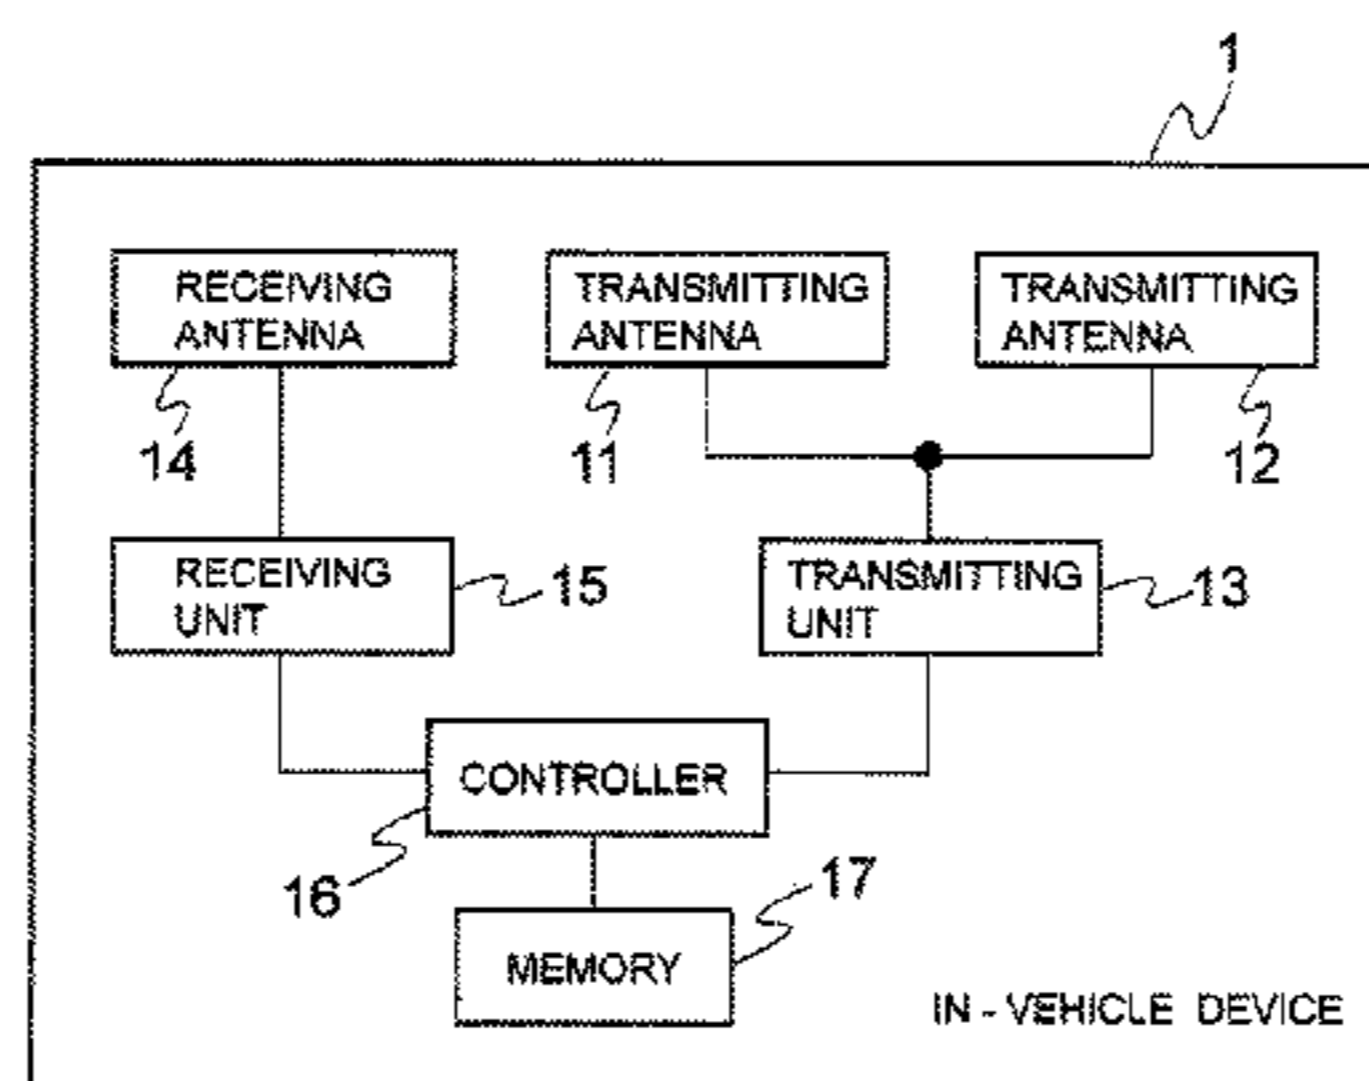 1
RECEIVING
ANTENNA
TRANSMITTING
ANTENNA
TRANSMITTING
ANTENNA
14
11
12
RECEIVING
UNIT
15
TRANSMITTING
UNIT
13
CONTROLLER
16
17
MEMORY
IN - VEHICLE DEVICE